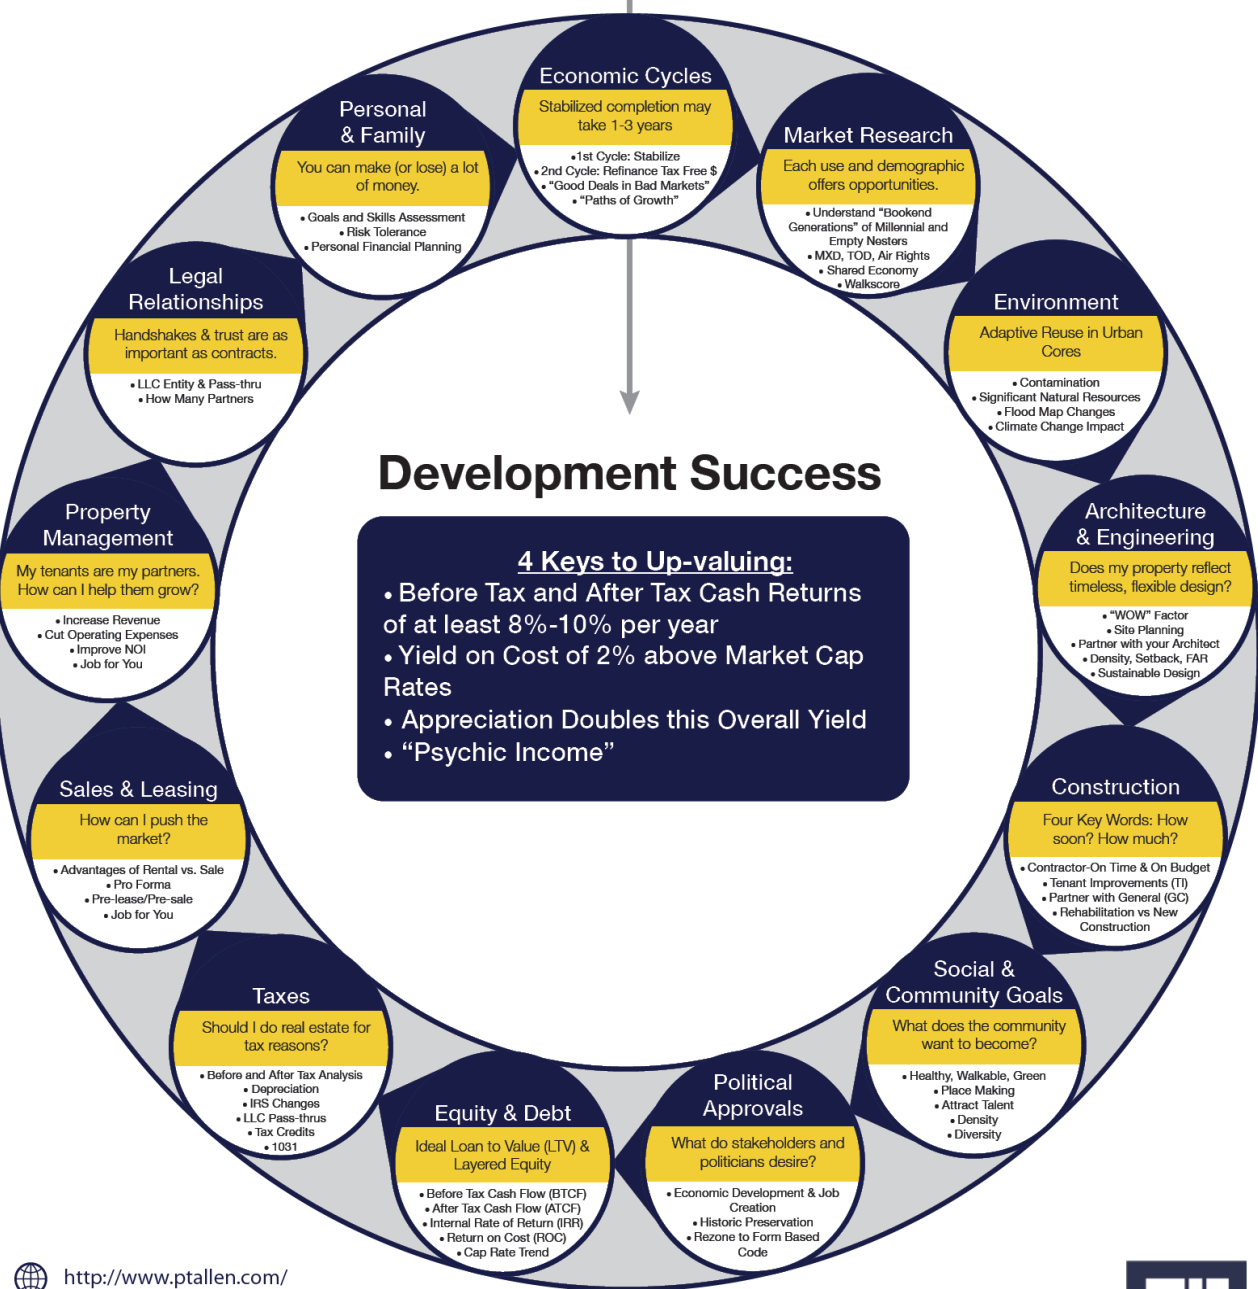 Economic Cycles
Stabilized completion may
take 1-3 years
•1st Cycle: Stabilize
• 2nd Cycle: Refinance Tax Free $
• “Good Deals in Bad Markets”
• “Paths of Growth”
Market Research
Each use and demographic
offers opportunities.
• Understand “Bookend
Generations” of Millennial and
Empty Nesters
• MXD, TOD, Air Rights
• Shared Economy
• Walkscore
Environment
Adaptive Reuse in Urban
Cores
• Contamination
• Significant Natural Resources
• Flood Map Changes
• Climate Change Impact
Architecture
& Engineering
Does my property reflect
timeless, flexible design?
• “WOW” Factor
• Site Planning
• Partner with your Architect
• Density, Setback, FAR
• Sustainable Design
Construction
Four Key Words: How
soon? How much?
• Contractor-On Time & On Budget
• Tenant Improvements (TI)
• Partner with General (GC)
• Rehabilitation vs New
Construction
Social &
Community Goals
What does the community
want to become?
• Healthy, Walkable, Green
• Place Making
• Attract Talent
• Density
• Diversity
Political
Approvals
What do stakeholders and
politicians desire?
• Economic Development & Job
Creation
• Historic Preservation
• Rezone to Form Based
Code
Equity & Debt
Ideal Loan to Value (LTV) &
Layered Equity
• Before Tax Cash Flow (BTCF)
• After Tax Cash Flow (ATCF)
• Internal Rate of Return (IRR)
• Return on Cost (ROC)
• Cap Rate Trend
Taxes
Should I do real estate for
tax reasons?
• Before and After Tax Analysis
• Depreciation
• IRS Changes
• LLC Pass-thrus
• Tax Credits
• 1031
Sales & Leasing
How can I push the
market?
• Advantages of Rental vs. Sale
• Pro Forma
• Pre-lease/Pre-sale
• Job for You
Property
Management
My tenants are my partners.
How can I help them grow?
• Increase Revenue
• Cut Operating Expenses
• Improve NOI
• Job for You
Legal
Relationships
Handshakes & trust are as
important as contracts.
• LLC Entity & Pass-thru
• How Many Partners
Personal
& Family
You can make (or lose) a lot
of money.
• Goals and Skills Assessment
• Risk Tolerance
• Personal Financial Planning
Development Success
4 Keys to Up-valuing:
• Before Tax and After Tax Cash Returns
of at least 8%-10% per year
• Yield on Cost of 2% above Market Cap
Rates
• Appreciation Doubles this Overall Yield
• “Psychic Income”
http://www.ptallen.com/